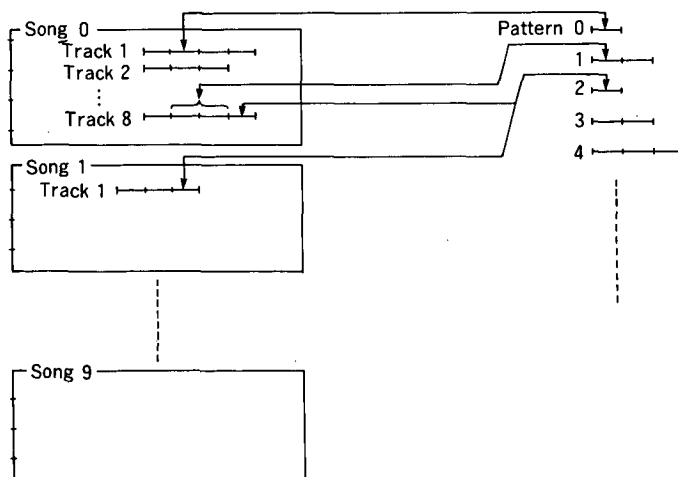 Song 0
Track 1
Track 2
⋮
Track 8
Pattern 0
1
2
3
4
Song 1
Track 1
Song 9